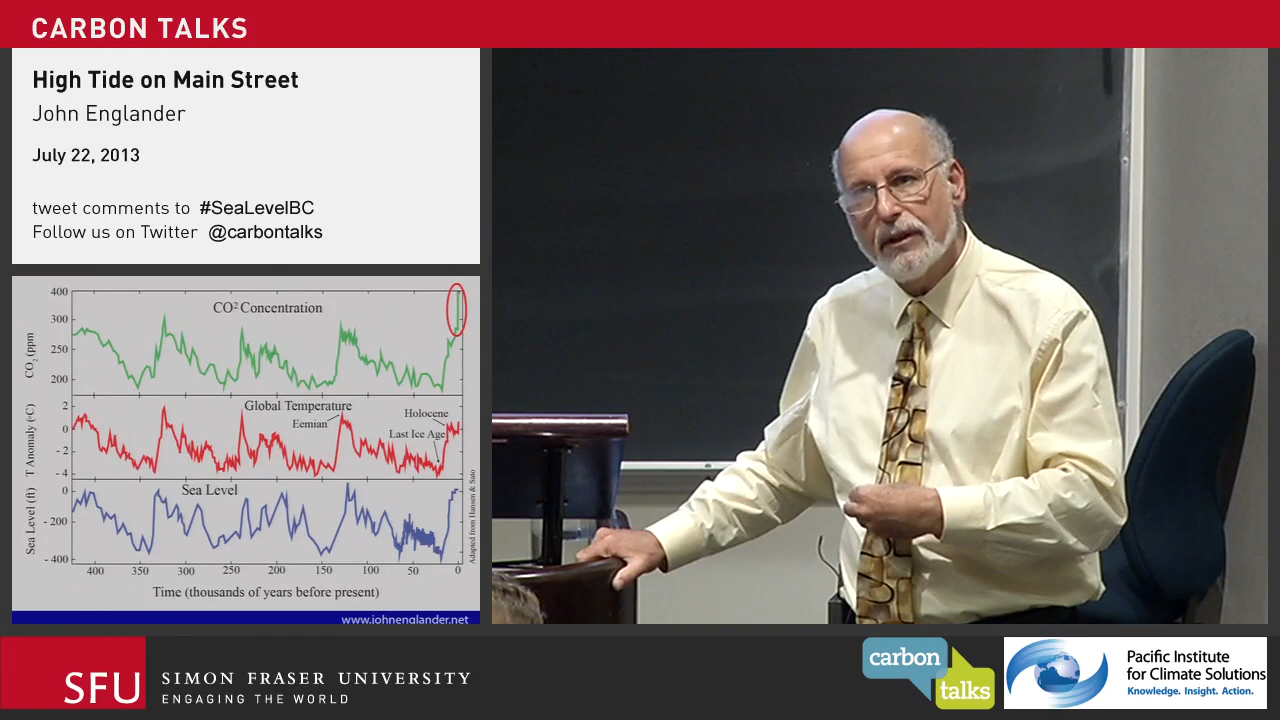 CARBON TALKS
High Tide on Main Street
John Englander
July 22, 2013
tweet comments to #SeaLevelBC
Follow us on Twitter @carbontalks
400
300
250
200
CO2 (ppm
CO² Concentration
2
0
- 2
- 4
T Anomaly (°C)
Global Temperature
Eemian
Holocene
Last Ice Age
0
- 200
- 400
Sea Level (ft)
Sea Level
Adapted from Hansen & Sato
400 350 300 250 200 150 100 50 0
Time (thousands of years before present)
www.johnenglander.net
SFU
SIMON FRASER UNIVERSITY
ENGAGING THE WORLD
carbon
talks
Pacific Institute
for Climate Solutions
Knowledge. Insight. Action.